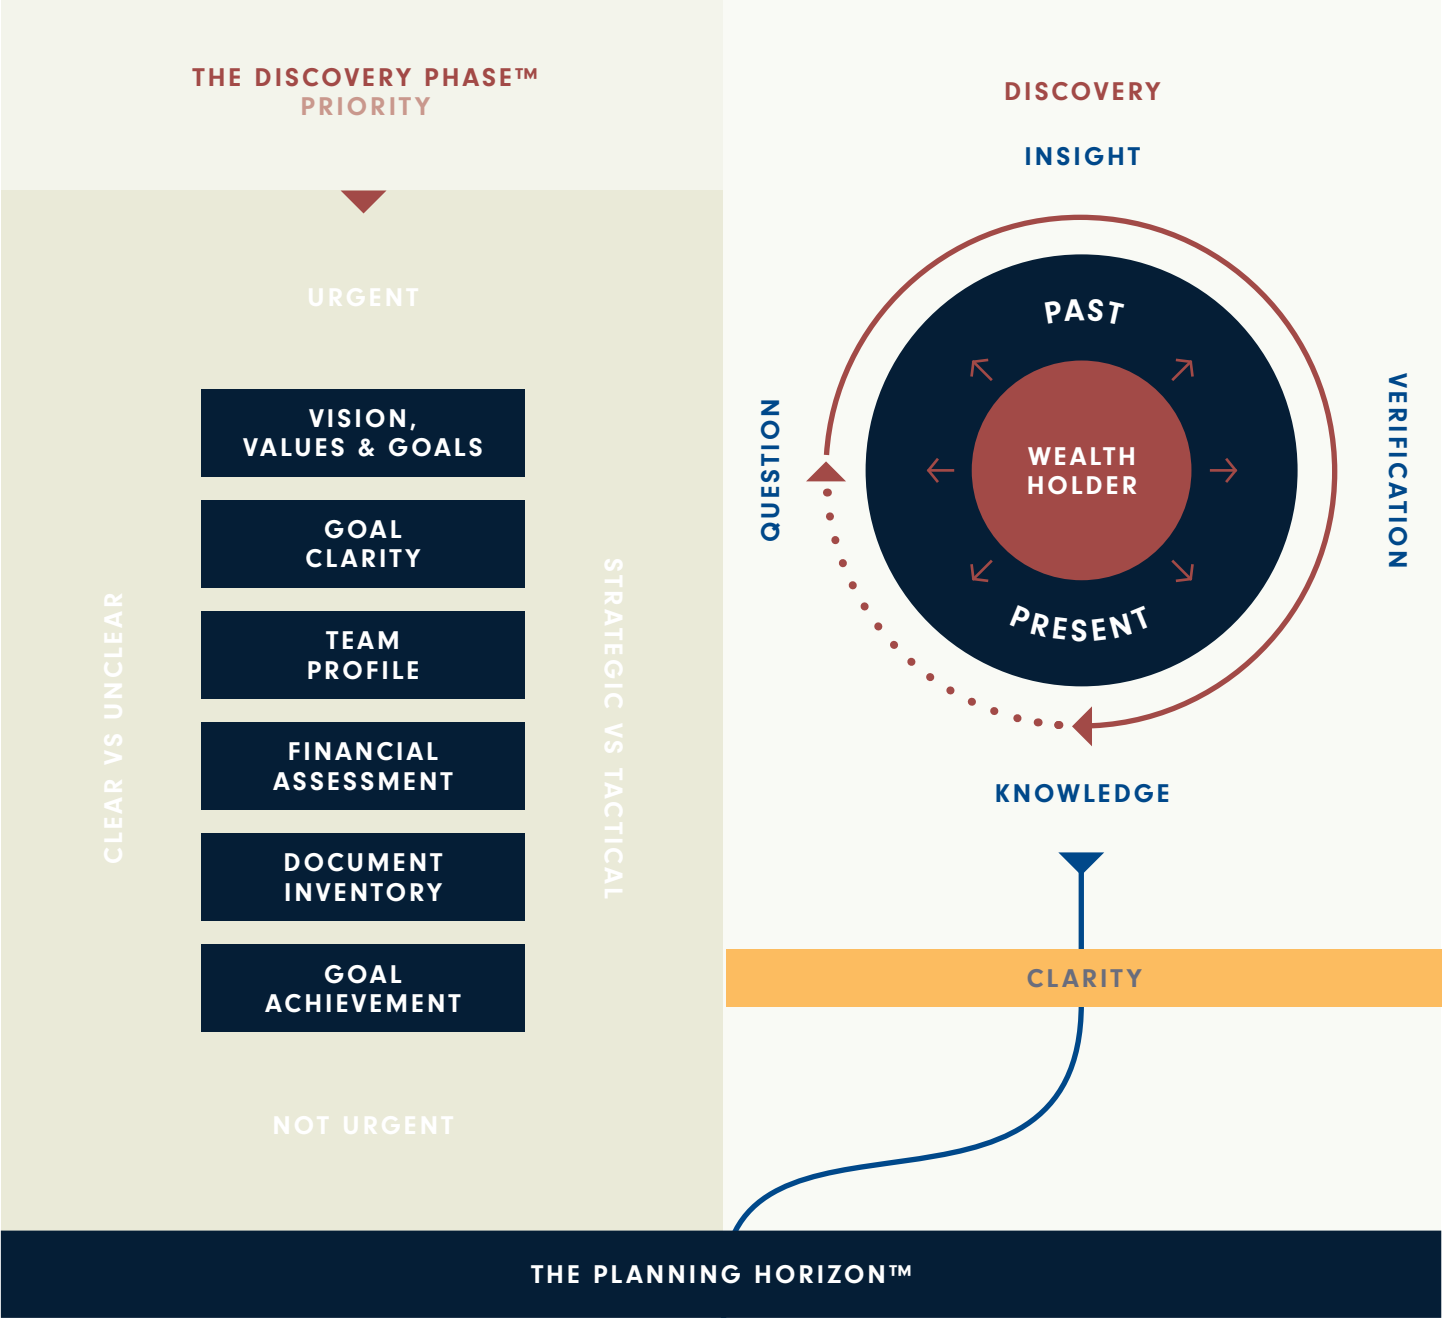 THE DISCOVERY PHASE™
PRIORITY
URGENT
VISION,
VALUES & GOALS
GOAL
CLARITY
TEAM
PROFILE
FINANCIAL
ASSESSMENT
DOCUMENT
INVENTORY
GOAL
ACHIEVEMENT
CLEAR VS UNCLEAR
STRATEGIC VS TACTICAL
NOT URGENT
DISCOVERY
INSIGHT
QUESTION
PAST
WEALTH
HOLDER
PRESENT
VERIFICATION
KNOWLEDGE
CLARITY
THE PLANNING HORIZON™